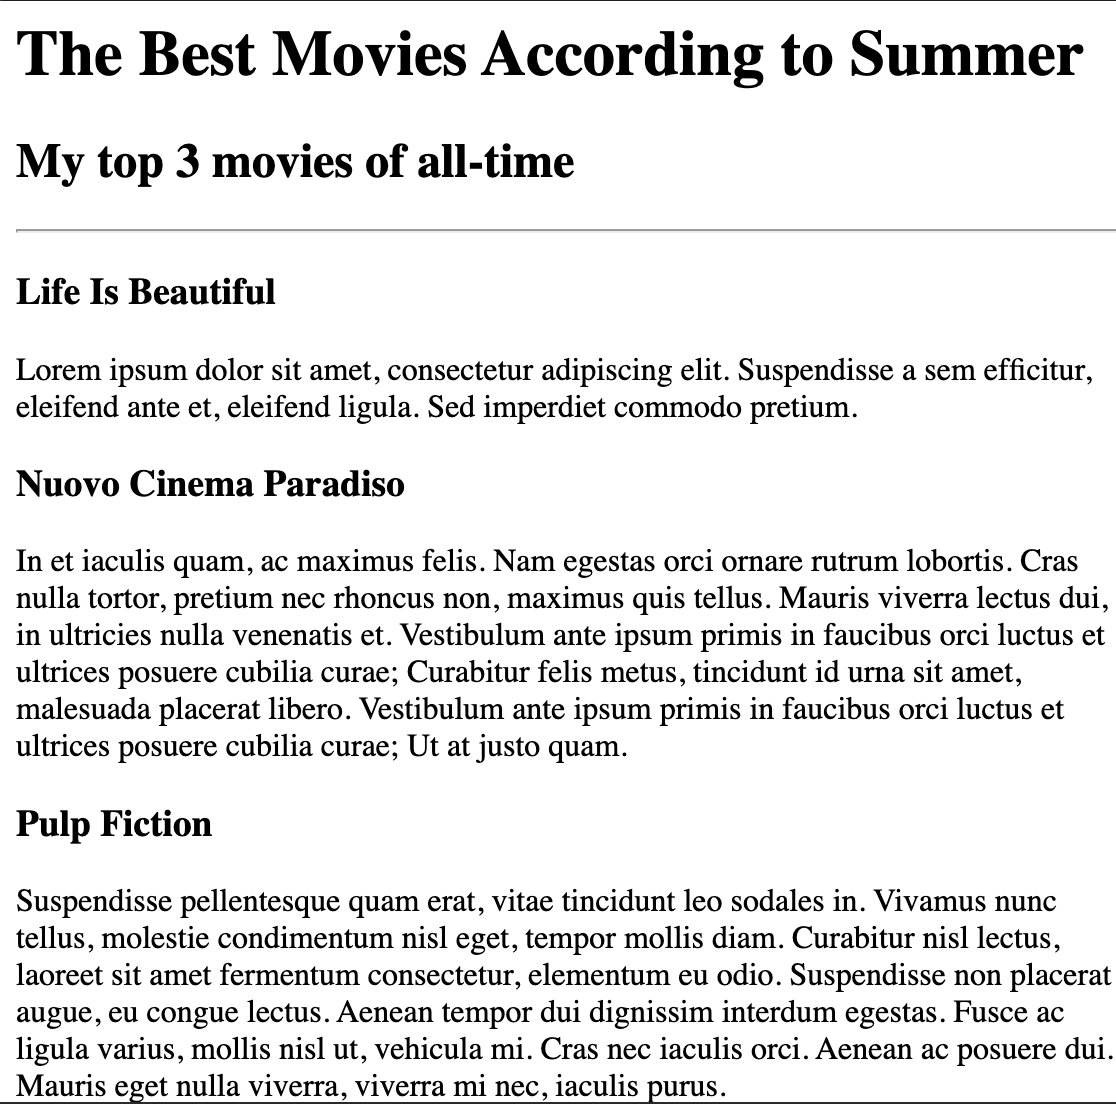 The Best Movies According to Summer
My top 3 movies of all-time
Life Is Beautiful
Lorem ipsum dolor sit amet, consectetur adipiscing elit. Suspendisse a sem efficitur,
eleifend ante et, eleifend ligula. Sed imperdiet commodo pretium.
Nuovo Cinema Paradiso
In et iaculis quam, ac maximus felis. Nam egestas orci ornare rutrum lobortis. Cras
nulla tortor, pretium nec rhoncus non, maximus quis tellus. Mauris viverra lectus dui,
in ultricies nulla venenatis et. Vestibulum ante ipsum primis in faucibus orci luctus et
ultrices posuere cubilia curae; Curabitur felis metus, tincidunt id urna sit amet,
malesuada placerat libero. Vestibulum ante ipsum primis in faucibus orci luctus et
ultrices posuere cubilia curae; Ut at justo quam.
Pulp Fiction
Suspendisse pellentesque quam erat, vitae tincidunt leo sodales in. Vivamus nunc
tellus, molestie condimentum nisl eget, tempor mollis diam. Curabitur nisl lectus,
laoreet sit amet fermentum consectetur, elementum eu odio. Suspendisse non placerat
augue, eu congue lectus. Aenean tempor dui dignissim interdum egestas. Fusce ac
ligula varius, mollis nisl ut, vehicula mi. Cras nec iaculis orci. Aenean ac posuere dui.
Mauris eget nulla viverra, viverra mi nec, iaculis purus.